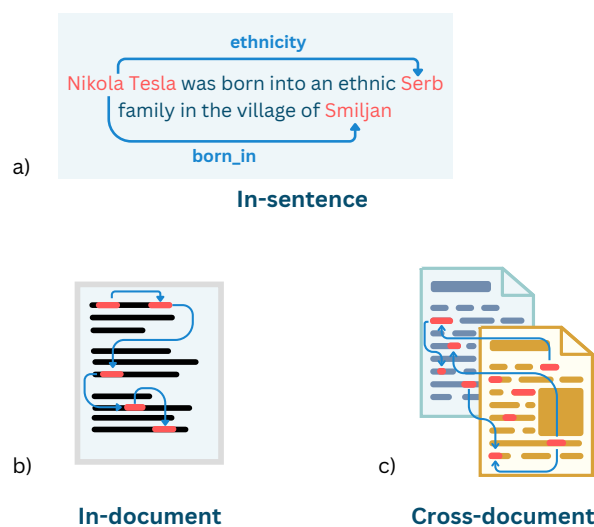 ethnicity
Nikola Tesla was born into an ethnic Serb
family in the village of Smiljan
born_in
a)
In-sentence
b)
c)
In-document
Cross-document